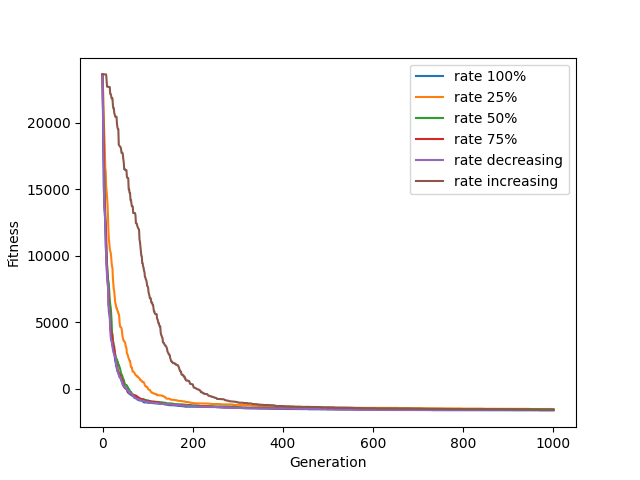 rate 100%
rate 25%
rate 50%
rate 75%
rate decreasing
rate increasing
20000
15000
10000
5000
0
Fitness
0 200 400 600 800 1000
Generation